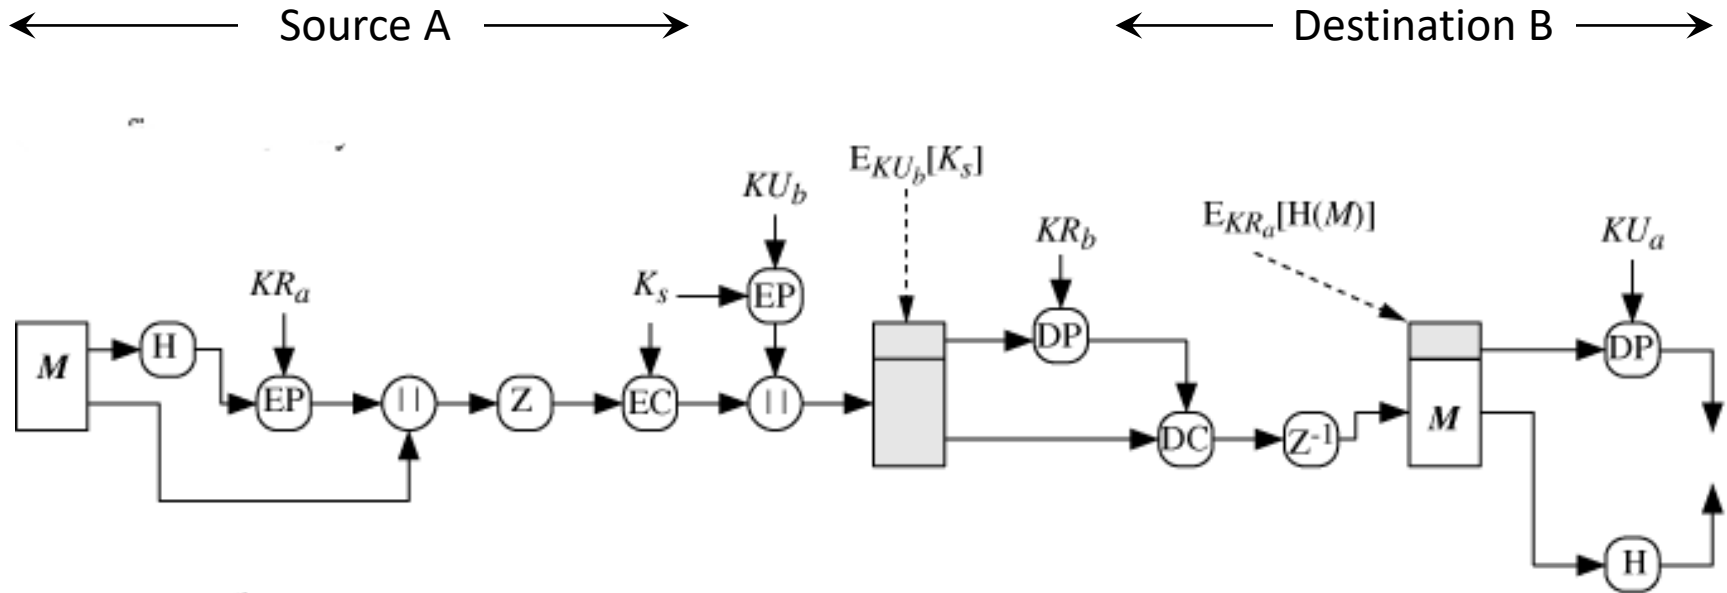 Source A
Destination B
E_{KU_b}[K_s]
KU_b
E_{KR_a}[H(M)]
KR_b
KU_a
KR_a
K_s
EP
M
H
EP
||
Z
EC
||
DP
DC
Z^{-1}
M
DP
H